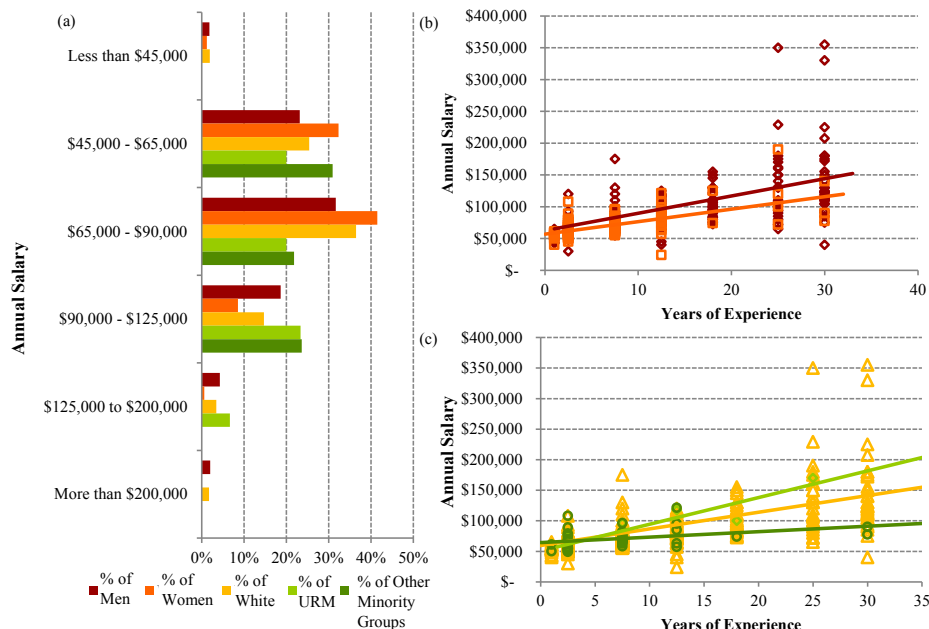 (a)
Annual Salary
Less than $45,000
$45,000 - $65,000
$65,000 - $90,000
$90,000 - $125,000
$125,000 to $200,000
More than $200,000
0% 10% 20% 30% 40% 50%
% of Men
% of Women
% of White
% of URM
% of Other Minority Groups
(b)
Annual Salary
$400,000
$350,000
$300,000
$250,000
$200,000
$150,000
$100,000
$50,000
$-
0 10 20 30 40
Years of Experience
(c)
Annual Salary
$400,000
$350,000
$300,000
$250,000
$200,000
$150,000
$100,000
$50,000
$-
0 5 10 15 20 25 30 35
Years of Experience